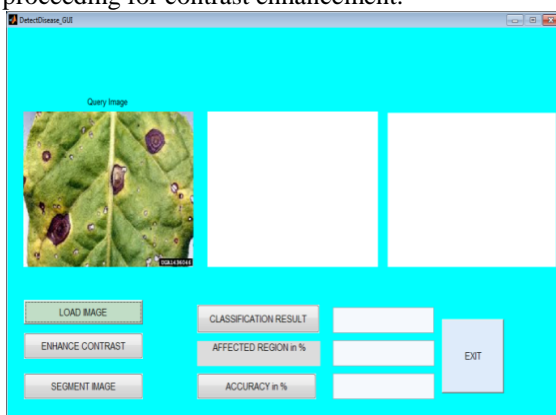 proceeding for contrast enhancement.
DetectDisease_GUI
Query Image
LOAD IMAGE
ENHANCE CONTRAST
SEGMENT IMAGE
CLASSIFICATION RESULT
AFFECTED REGION in %
ACCURACY in %
EXIT